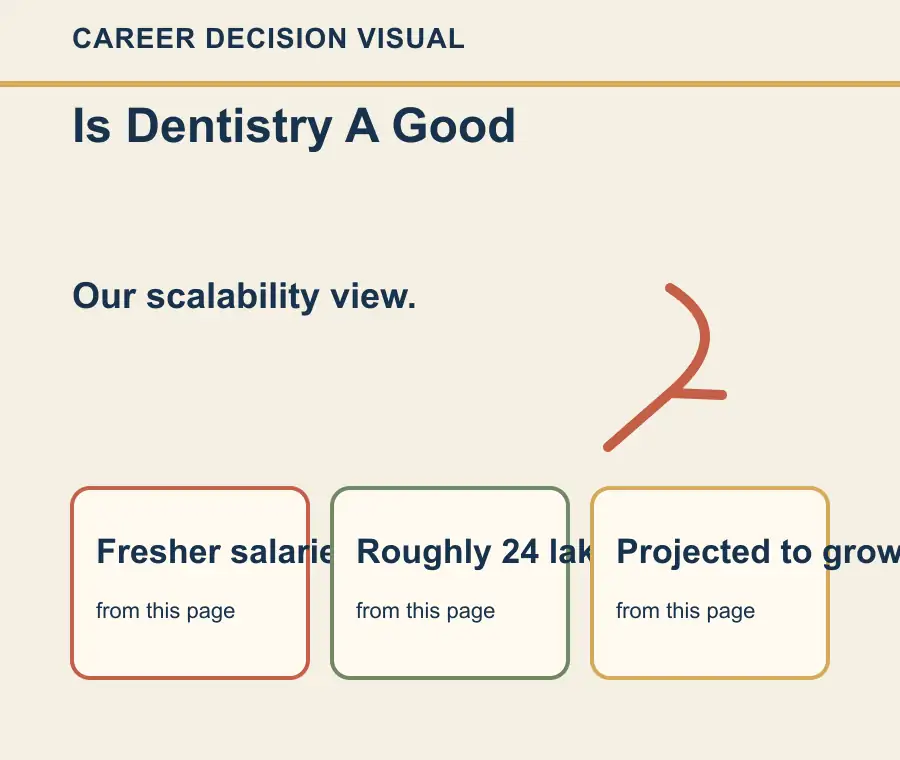 CAREER DECISION VISUAL
Is Dentistry A Good
Our scalability view.
Fresher salarie
Roughly 24 lak
Projected to grow
from this page
from this page
from this page